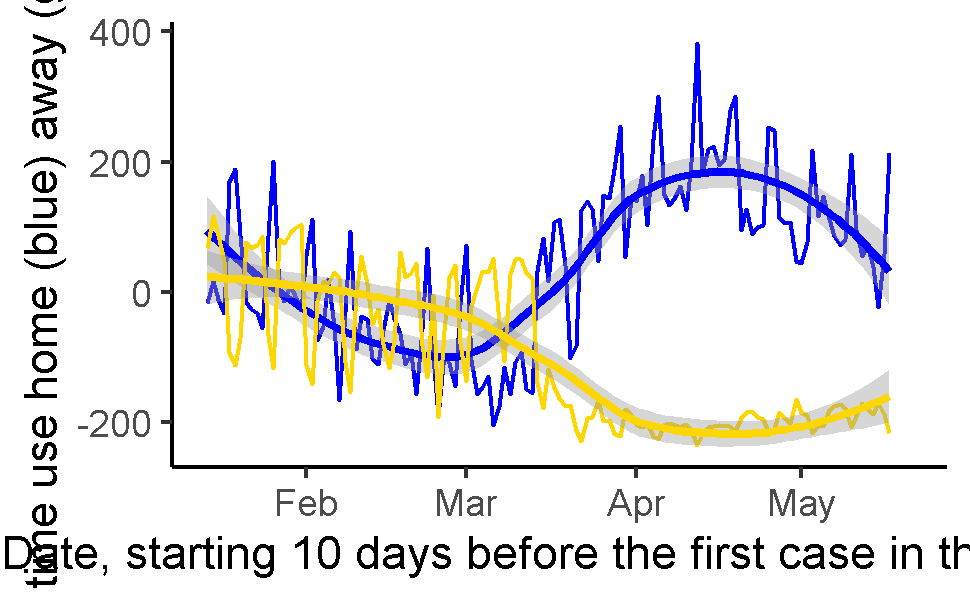 time use home (blue) away (
400
200
0
-200
Feb Mar Apr May
Date, starting 10 days before the first case in th